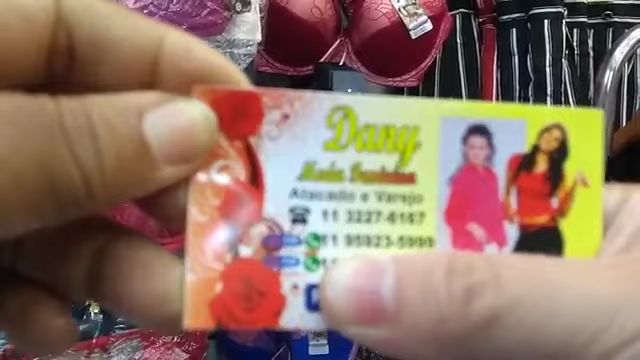 Dany
Moda Feminina
Atacado e Varejo
11 3227-6167
11 95923-5999